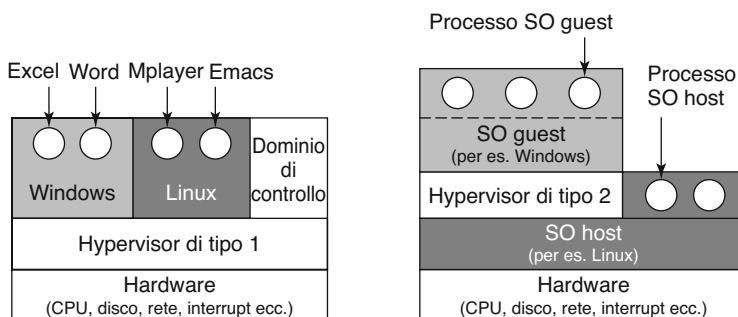 Excel Word Mplayer Emacs
Windows
Linux
Dominio
di
controllo
Hypervisor di tipo 1
Hardware
(CPU, disco, rete, interrupt ecc.)
Processo SO guest
Processo
SO host
SO guest
(per es. Windows)
Hypervisor di tipo 2
SO host
(per es. Linux)
Hardware
(CPU, disco, rete, interrupt ecc.)